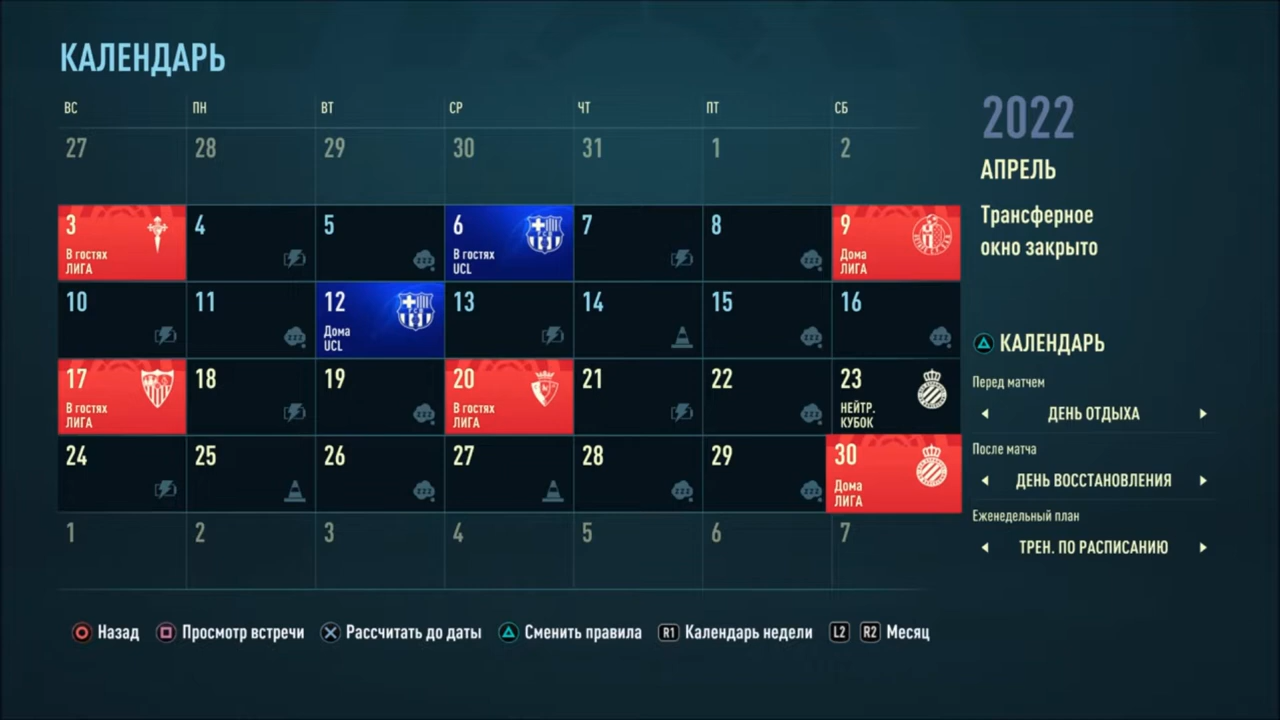 КАЛЕНДАРЬ
ВС ПН ВТ СР ЧТ ПТ СБ
27 28 29 30 31 1 2
3 4 5 6 7 8 9
В гостях В гостях Дома
ЛИГА UCL ЛИГА
10 11 12 13 14 15 16
Дома
UCL
17 18 19 20 21 22 23
В гостях В гостях НЕЙТР.
ЛИГА ЛИГА КУБОК
24 25 26 27 28 29 30
Дома
ЛИГА
1 2 3 4 5 6 7
2022
АПРЕЛЬ
Трансферное
окно закрыто
КАЛЕНДАРЬ
Перед матчем
ДЕНЬ ОТДЫХА
После матча
ДЕНЬ ВОССТАНОВЛЕНИЯ
Еженедельный план
ТРЕН. ПО РАСПИСАНИЮ
Назад Просмотр встречи Рассчитать до даты Сменить правила R1 Календарь недели L2 R2 Месяц